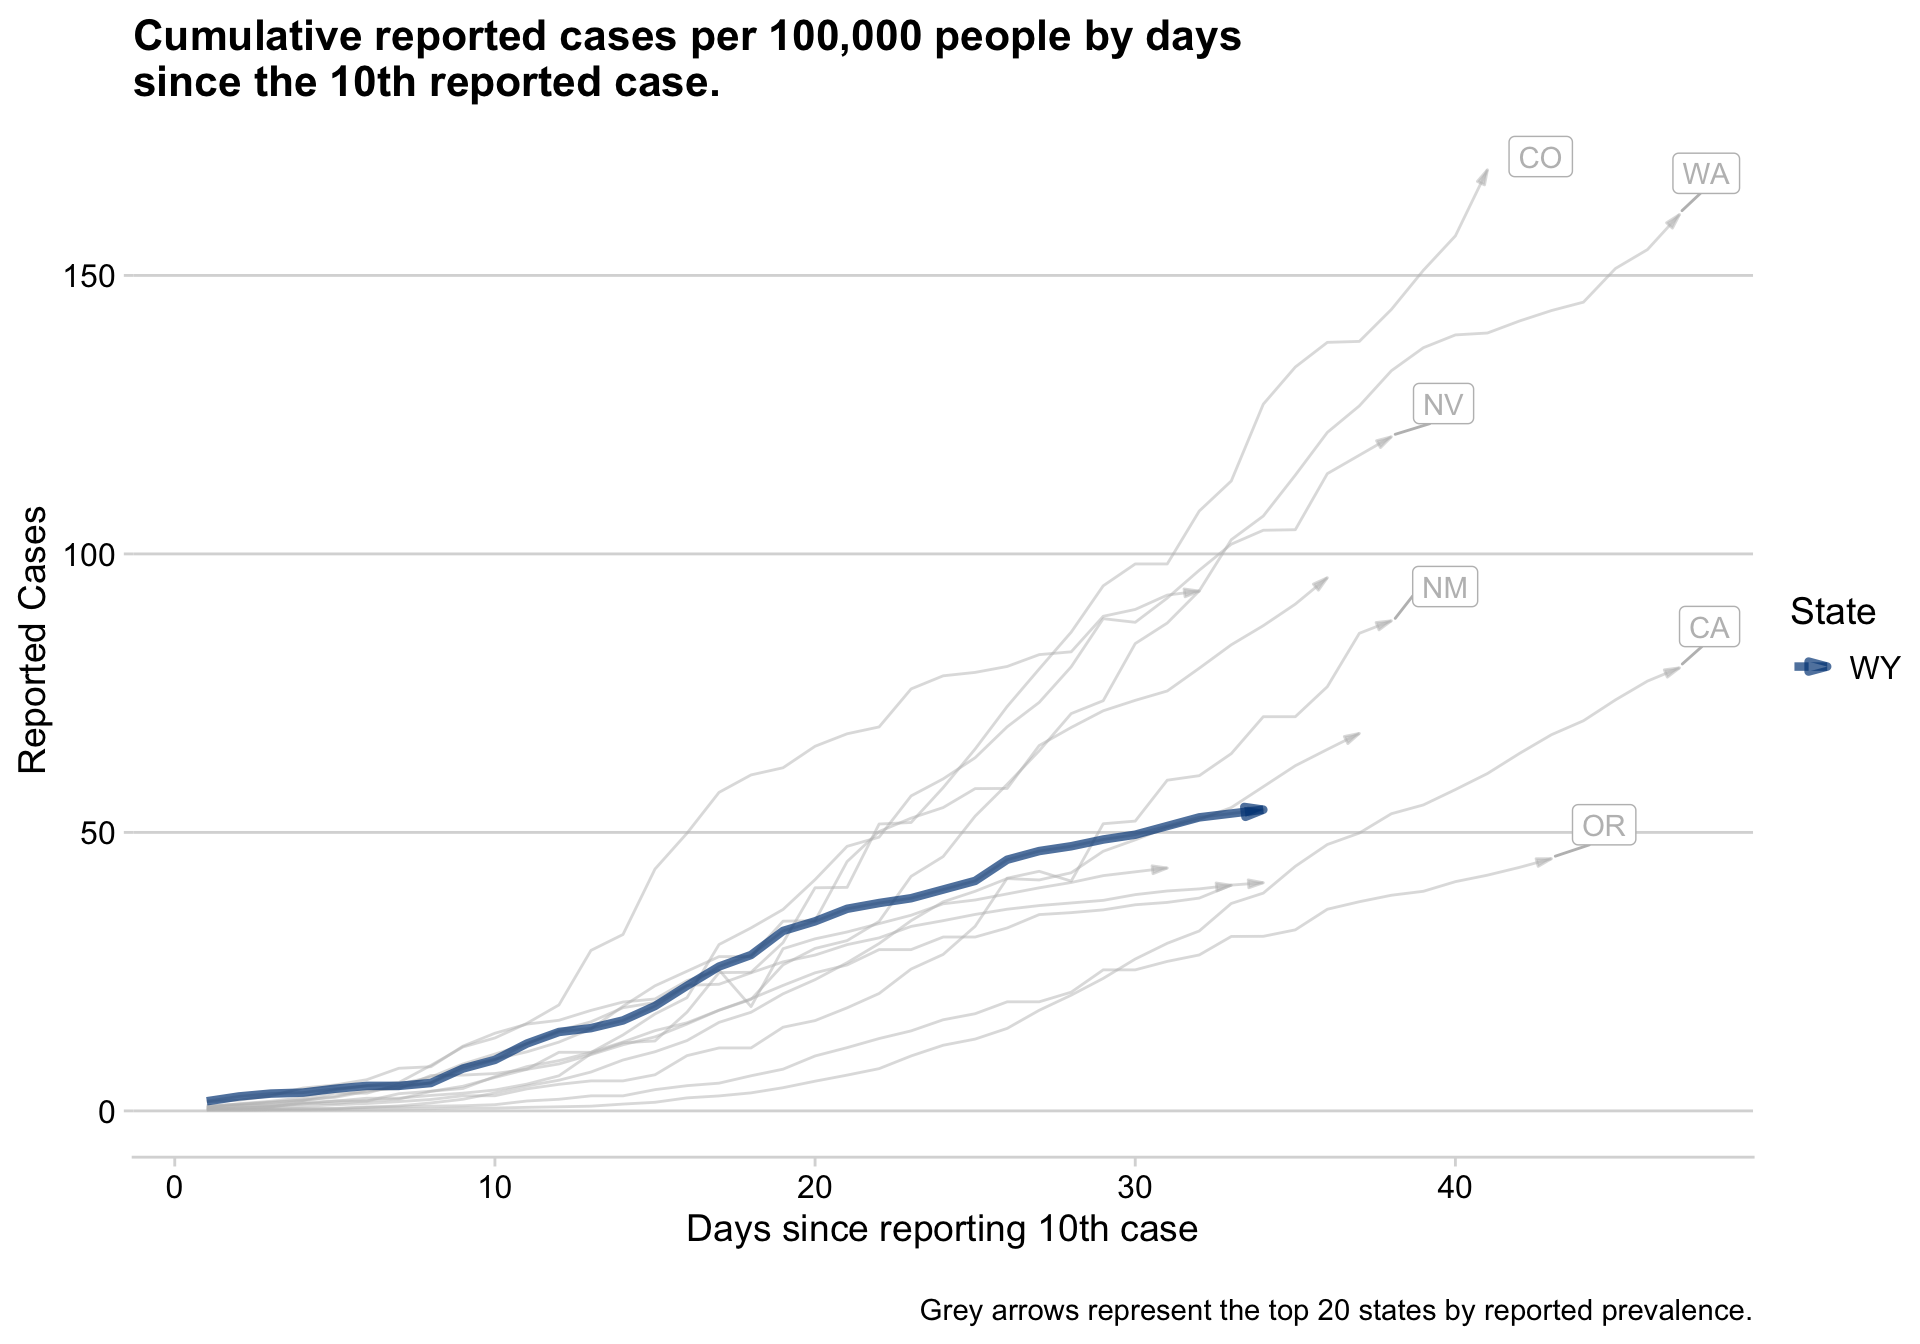 Cumulative reported cases per 100,000 people by days
since the 10th reported case.
CO
WA
150
NV
100
NM
CA
Reported Cases
State
WY
50
OR
0
0 10 20 30 40
Days since reporting 10th case
Grey arrows represent the top 20 states by reported prevalence.